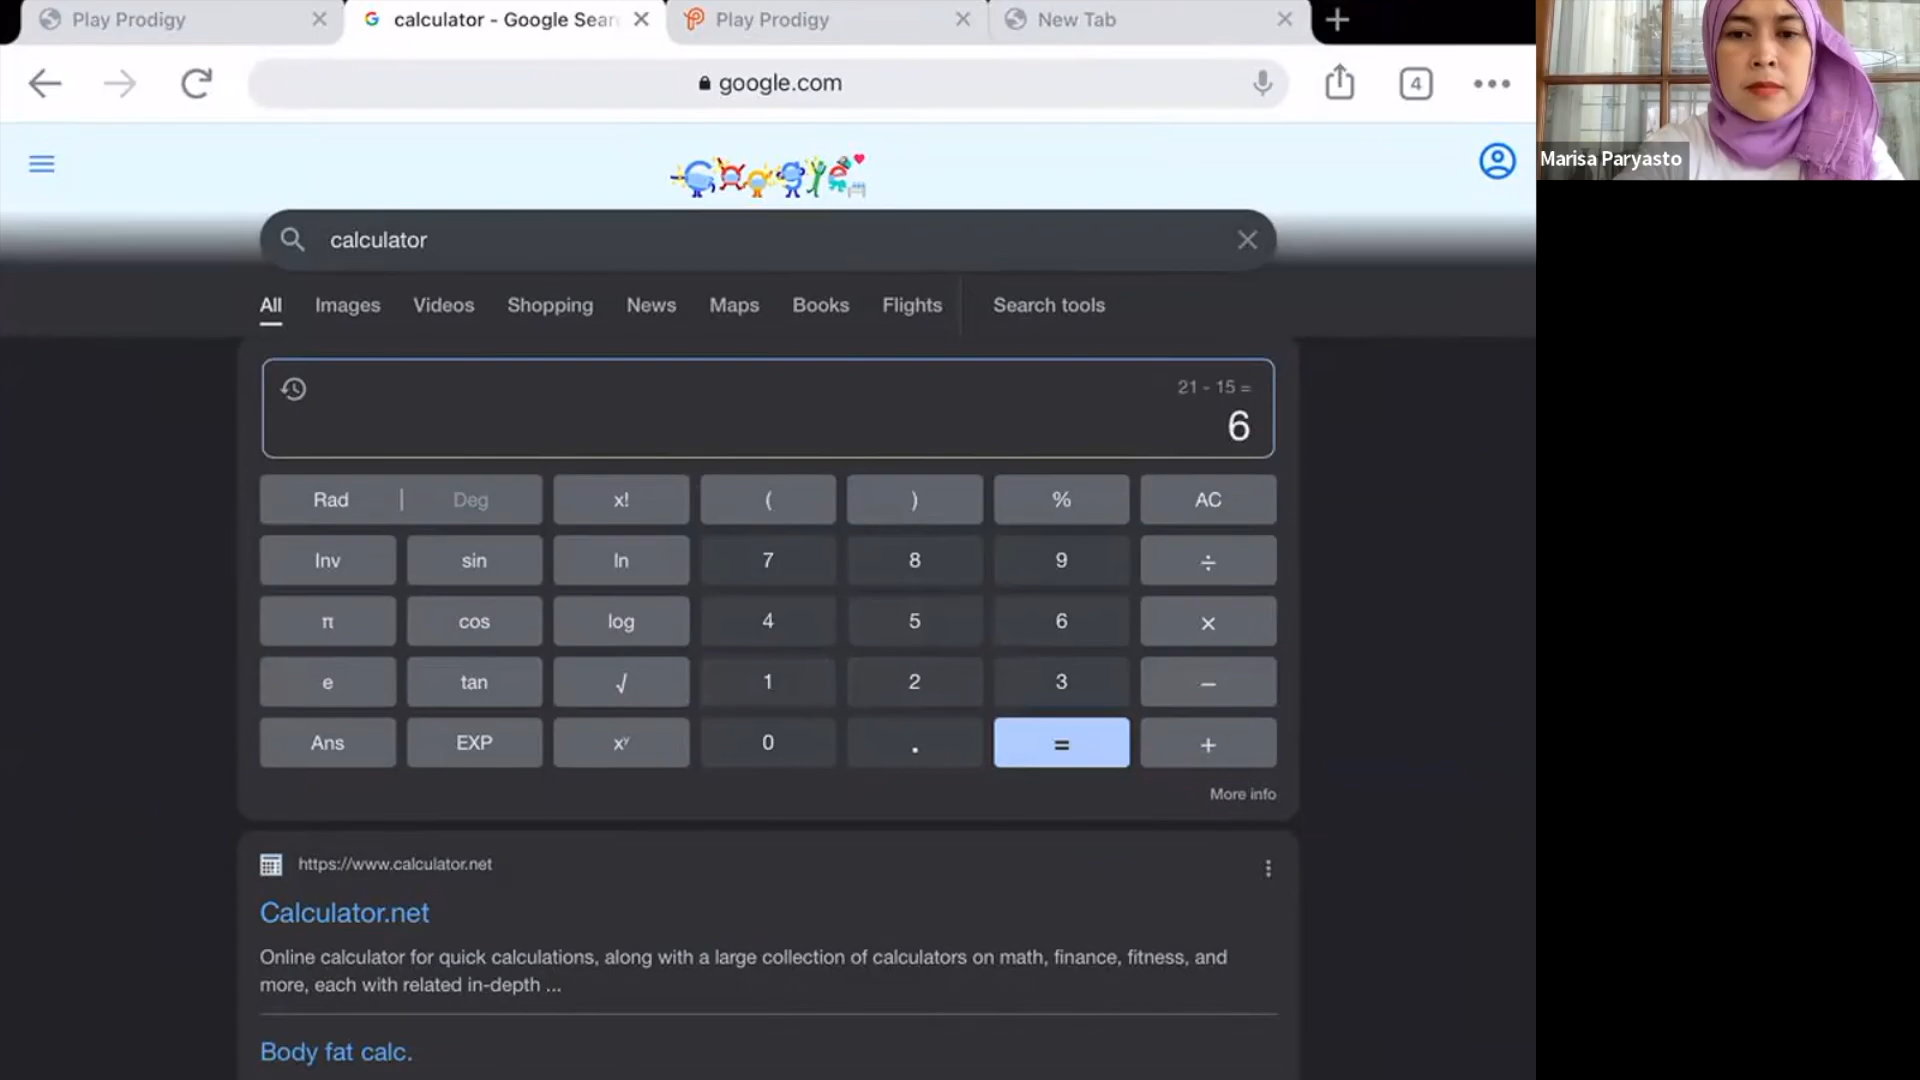 Play Prodigy
calculator - Google Sear
Play Prodigy
New Tab
google.com
4
Marisa Paryasto
Google
calculator
All Images Videos Shopping News Maps Books Flights Search tools
21 - 15 =
6
Rad | Deg x! ( ) % AC
Inv sin ln 7 8 9 ÷
π cos log 4 5 6 ×
e tan √ 1 2 3 −
Ans EXP xʸ 0 . = +
More info
https://www.calculator.net
Calculator.net
Online calculator for quick calculations, along with a large collection of calculators on math, finance, fitness, and
more, each with related in-depth ...
Body fat calc.